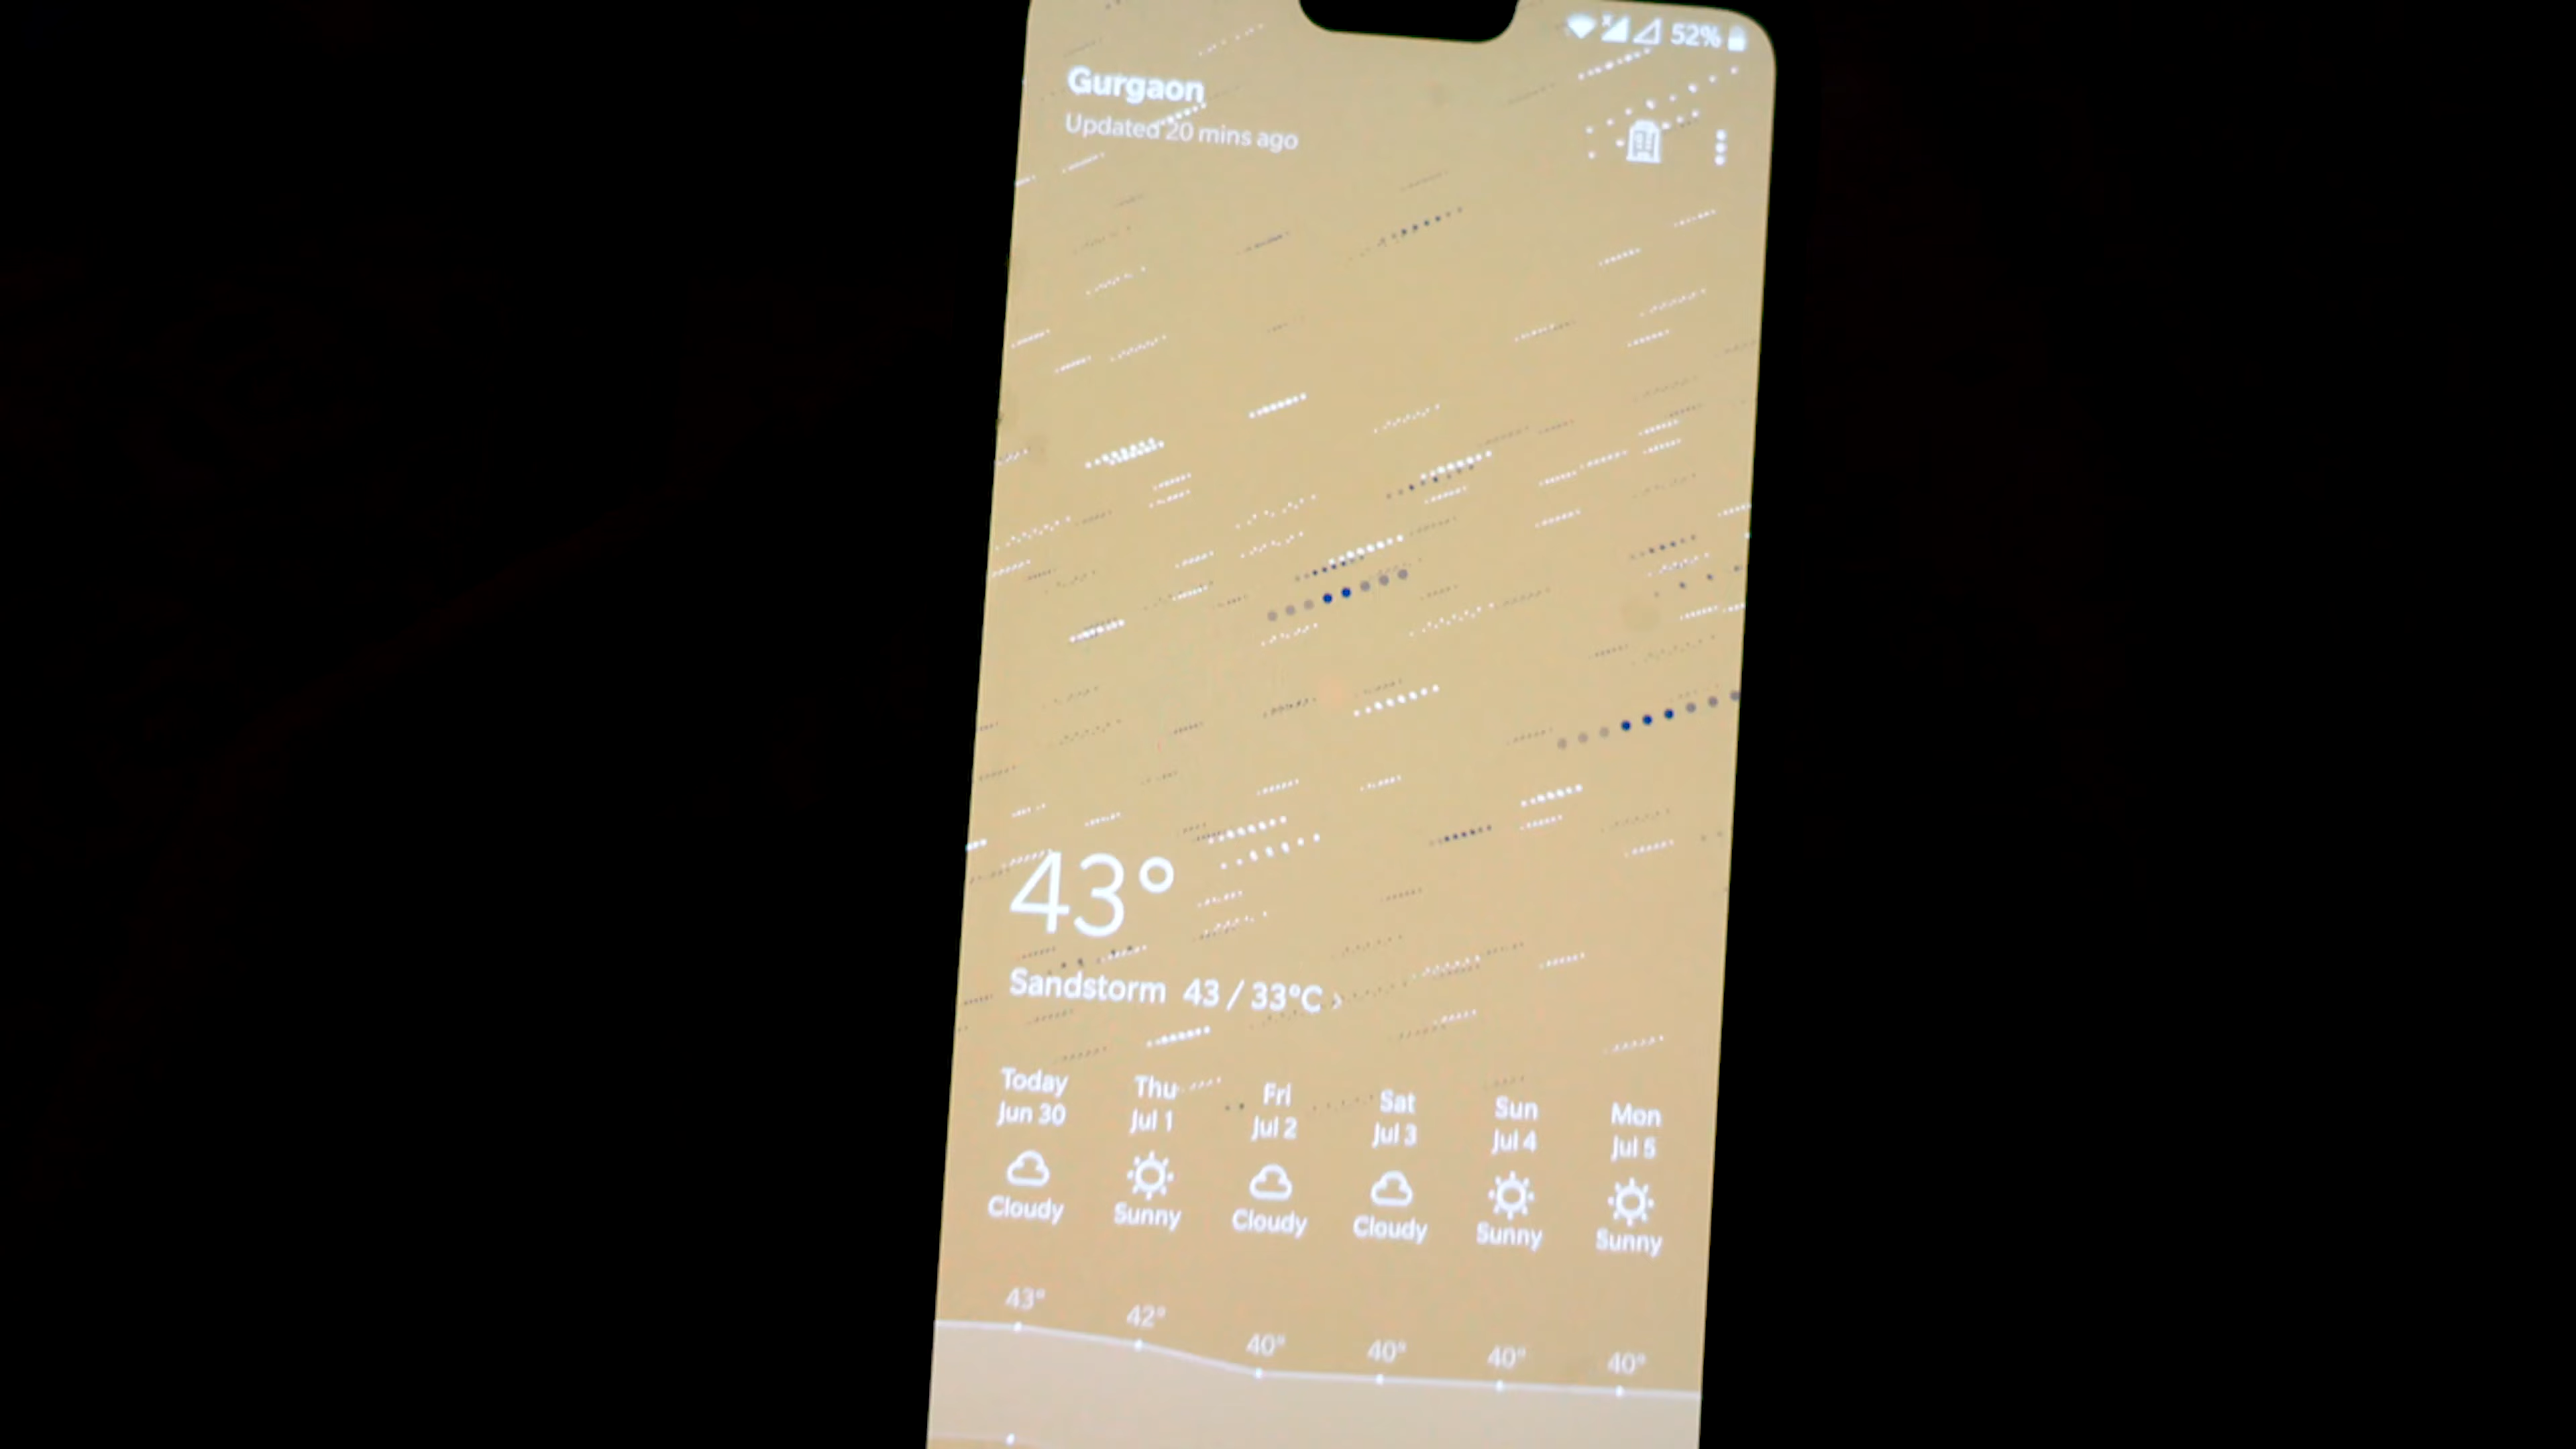 52%
Gurgaon
Updated 20 mins ago
43°
Sandstorm 43 / 33°C
Today Thu Fri Sat Sun Mon
Jun 30 Jul 1 Jul 2 Jul 3 Jul 4 Jul 5
Cloudy Sunny Cloudy Cloudy Sunny Sunny
43° 42° 40° 40° 40° 40°